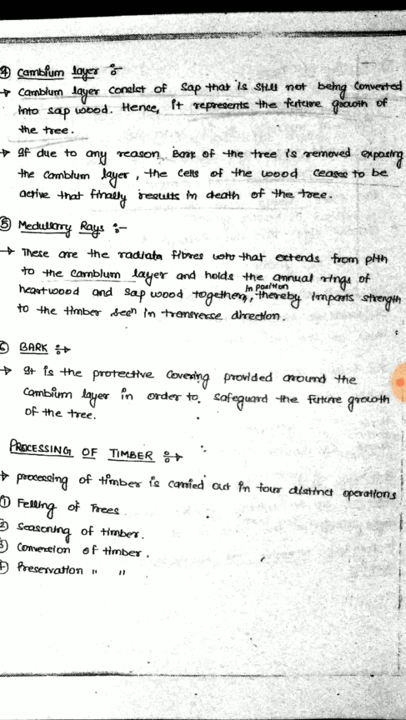 ④ Cambium layer :-
→ Cambium layer consist of Sap that is still not being converted
into sap wood. Hence, it represents the future growth of
the tree.
→ If due to any reason, Bark of the tree is removed exposing
the cambium layer, the cells of the wood ceases to be
active that finally results in death of the tree.
⑤ Medullary Rays :-
→ These are the radiata fibres that extends from pith
to the cambium layer and holds the annual rings of
in position
heartwood and sap wood together, thereby imparts strength
to the timber seen in transverse direction.
⑥ BARK :→
→ It is the protective covering provided around the
Cambium layer in order to safeguard the future growth
of the tree.
PROCESSING OF TIMBER :→
→ processing of timber is carried out in four distinct operations
① Felling of Trees
② Seasoning of timber.
③ Conversion of timber.
④ Preservation " "